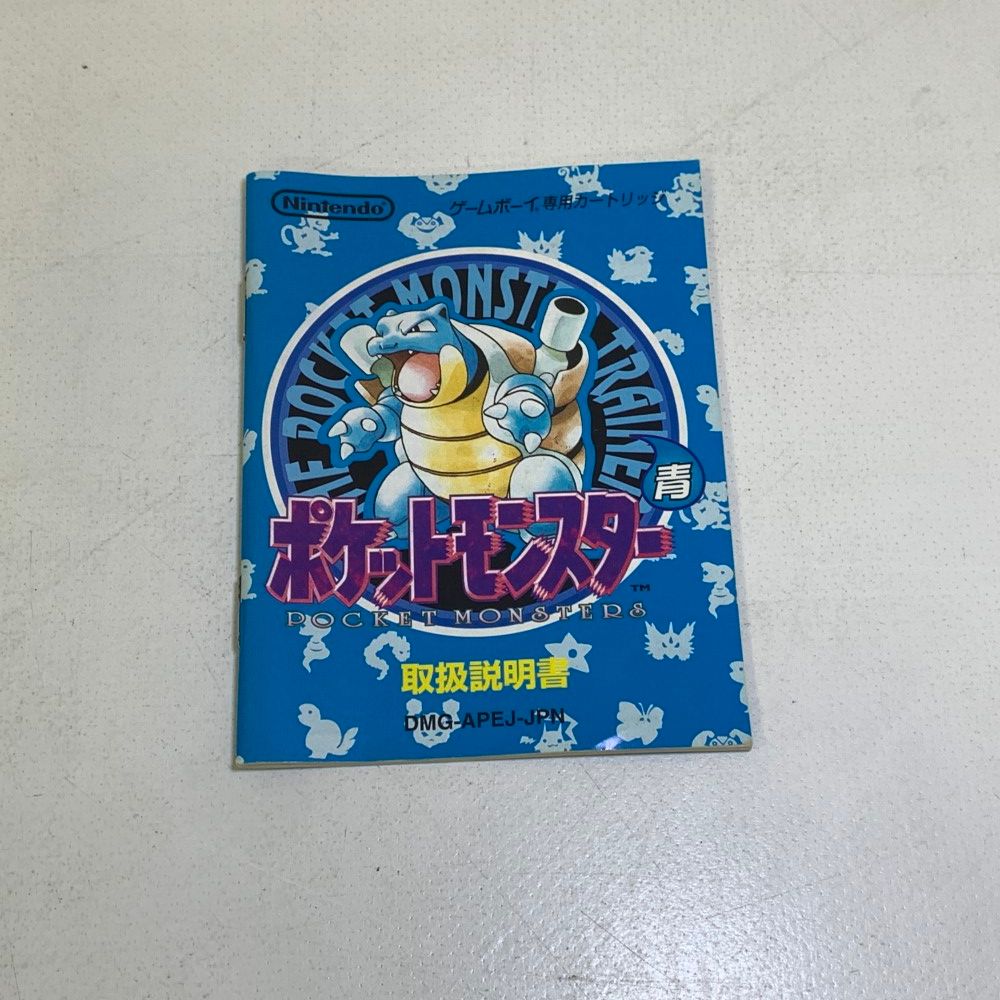 Nintendo
ゲームボーイ専用カートリッジ
THE POCKET MONSTER TRAINER
青
ポケットモンスター
TM
POCKET MONSTERS
取扱説明書
DMG-APEJ-JPN